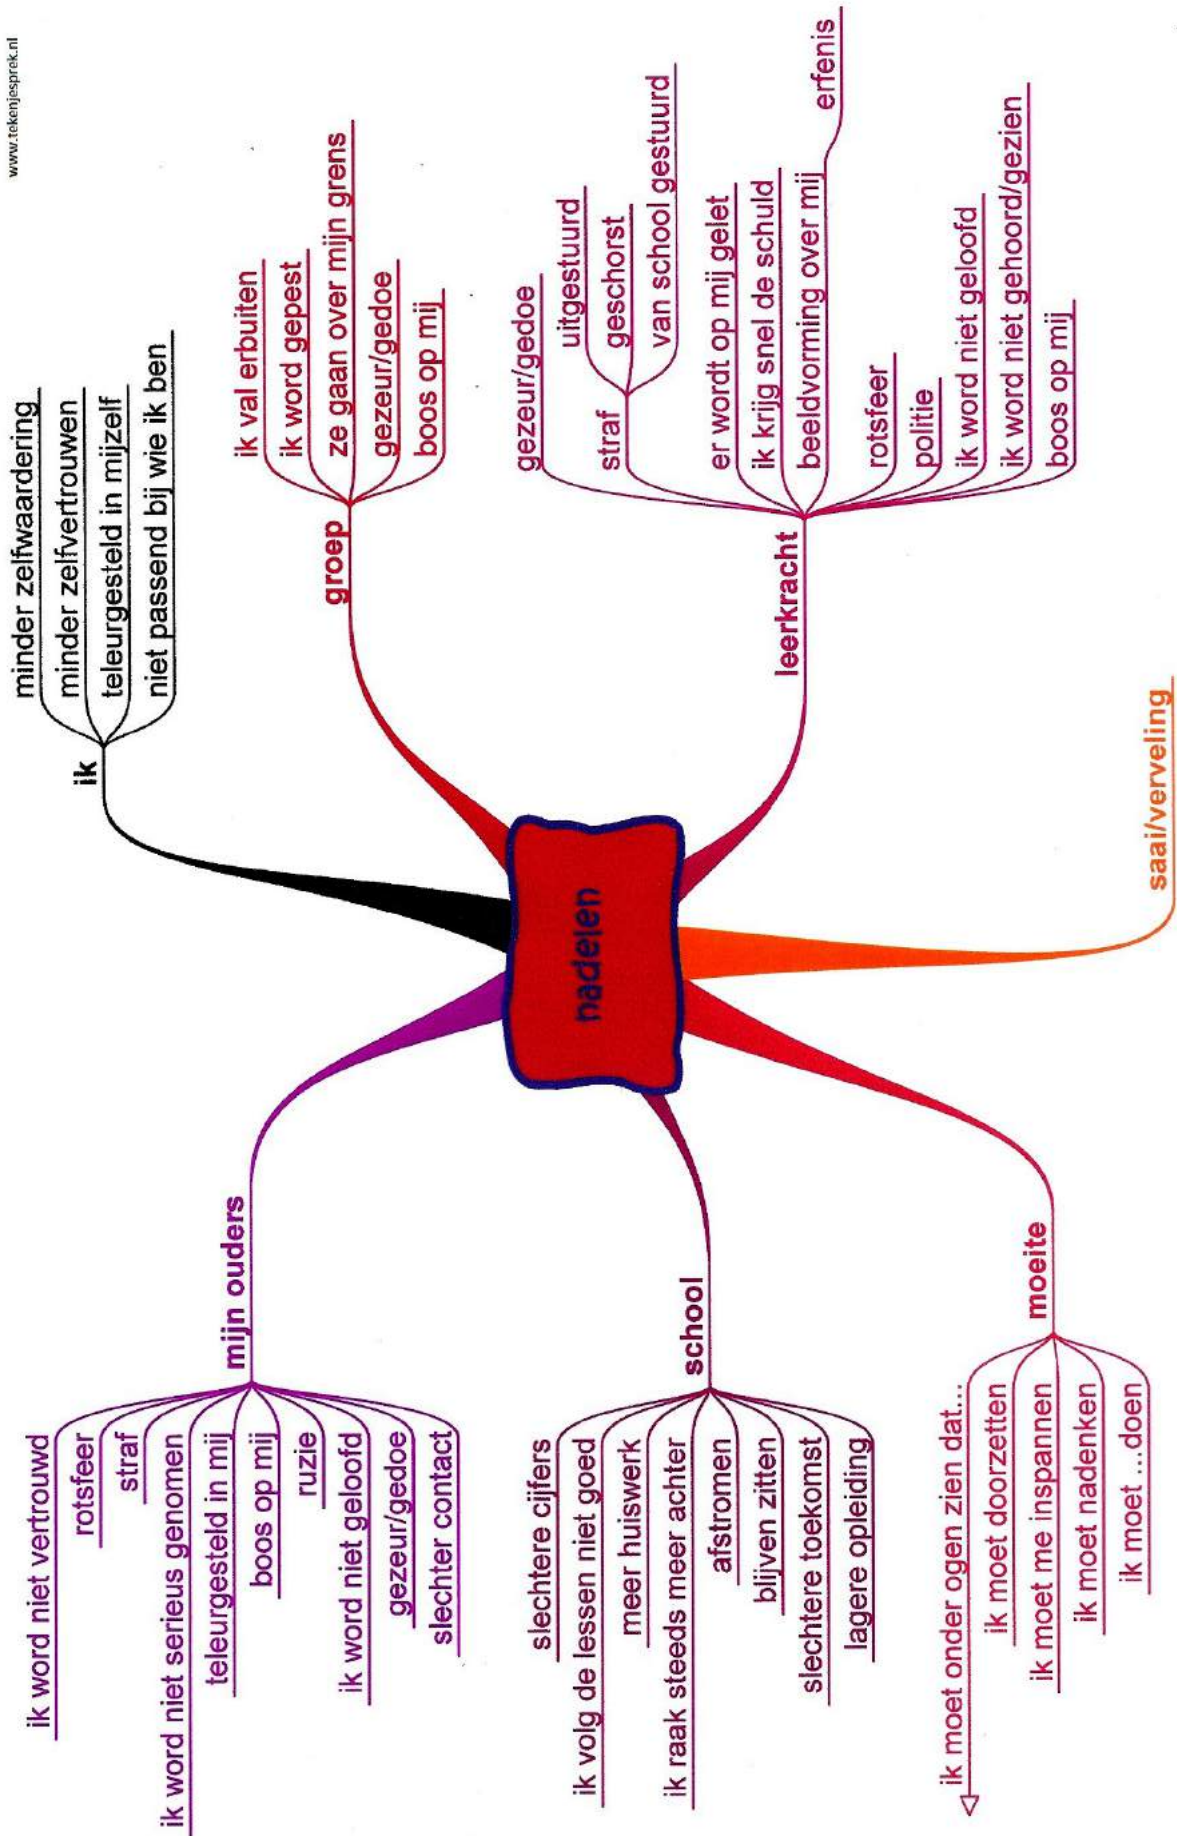 www.tekenjesprek.nl
nadelen
ik
minder zelfwaardering
minder zelfvertrouwen
teleurgesteld in mijzelf
niet passend bij wie ik ben
groep
ik val erbuiten
ik word gepest
ze gaan over mijn grens
gezeur/gedoe
boos op mij
leerkracht
gezeur/gedoe
straf
uitgestuurd
geschorst
van school gestuurd
er wordt op mij gelet
ik krijg snel de schuld
beeldvorming over mij
erfenis
rotsfeer
politie
ik word niet geloofd
ik word niet gehoord/gezien
boos op mij
saai/verveling
moeite
ik moet onder ogen zien dat...
ik moet doorzetten
ik moet me inspannen
ik moet nadenken
ik moet ...doen
school
slechtere cijfers
ik volg de lessen niet goed
meer huiswerk
ik raak steeds meer achter
afstromen
blijven zitten
slechtere toekomst
lagere opleiding
mijn ouders
ik word niet vertrouwd
rotsfeer
straf
ik word niet serieus genomen
teleurgesteld in mij
boos op mij
ruzie
ik word niet geloofd
gezeur/gedoe
slechter contact